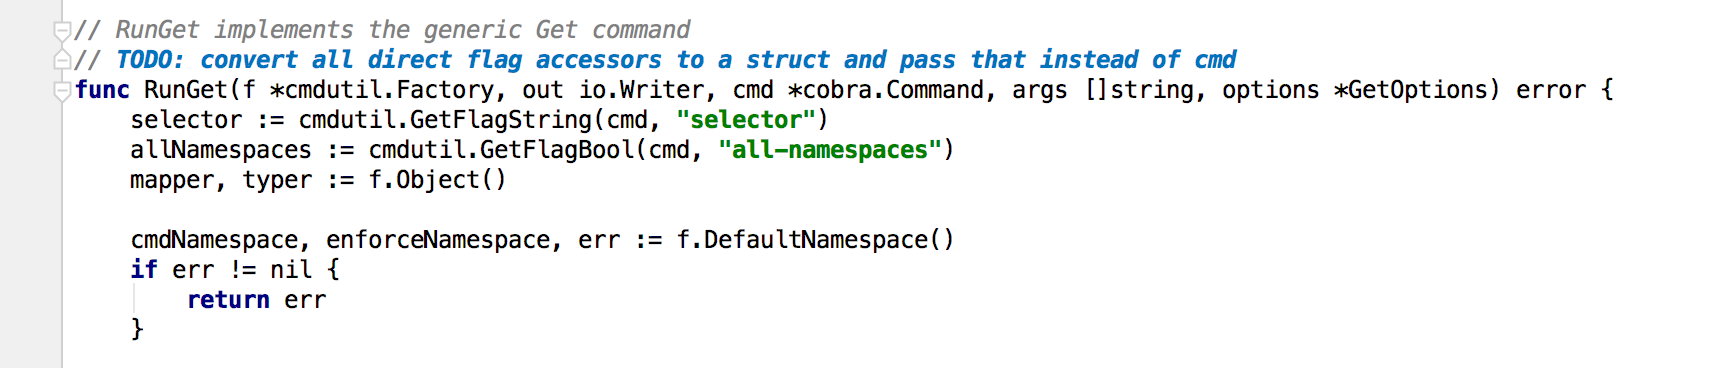 // RunGet implements the generic Get command
// TODO: convert all direct flag accessors to a struct and pass that instead of cmd
func RunGet(f *cmdutil.Factory, out io.Writer, cmd *cobra.Command, args []string, options *GetOptions) error {
    selector := cmdutil.GetFlagString(cmd, "selector")
    allNamespaces := cmdutil.GetFlagBool(cmd, "all-namespaces")
    mapper, typer := f.Object()

    cmdNamespace, enforceNamespace, err := f.DefaultNamespace()
    if err != nil {
        return err
    }